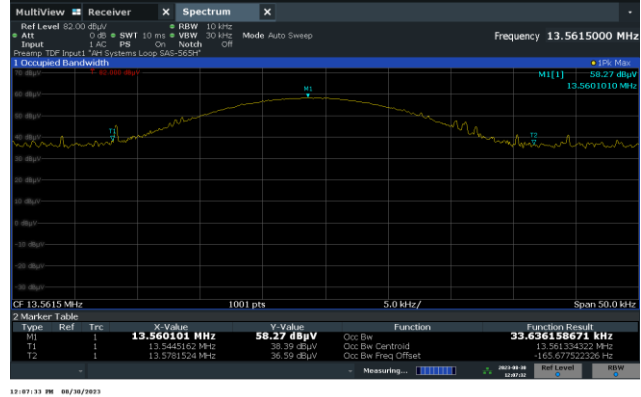 MultiView Receiver X Spectrum X
Ref Level 82.00 dBµV RBW 10 kHz
Att 0 dB SWT 10 ms VBW 30 kHz Mode Auto Sweep Frequency 13.5615000 MHz
Input 1 AC PS On Notch Off
Preamp TDF Input1 "AH Systems Loop SAS-565H"
1 Occupied Bandwidth 1Pk Max
70 dBµV M1[1] 58.27 dBµV
13.5601010 MHz
60 dBµV M1
50 dBµV
40 dBµV T1 T2
30 dBµV
20 dBµV
10 dBµV
0 dBµV
-10 dBµV
-20 dBµV
-30 dBµV
CF 13.5615 MHz 1001 pts 5.0 kHz/ Span 50.0 kHz
2 Marker Table
Type Ref Trc X-Value Y-Value Function Function Result
M1 1 13.560101 MHz 58.27 dBµV Occ Bw 33.636158671 kHz
T1 1 13.5445162 MHz 38.39 dBµV Occ Bw Centroid 13.561334322 MHz
T2 1 13.5781524 MHz 36.59 dBµV Occ Bw Freq Offset -165.677522326 Hz
Measuring... 2023-08-30 Ref Level RBW
12:07:32
12:07:33 PM 08/30/2023